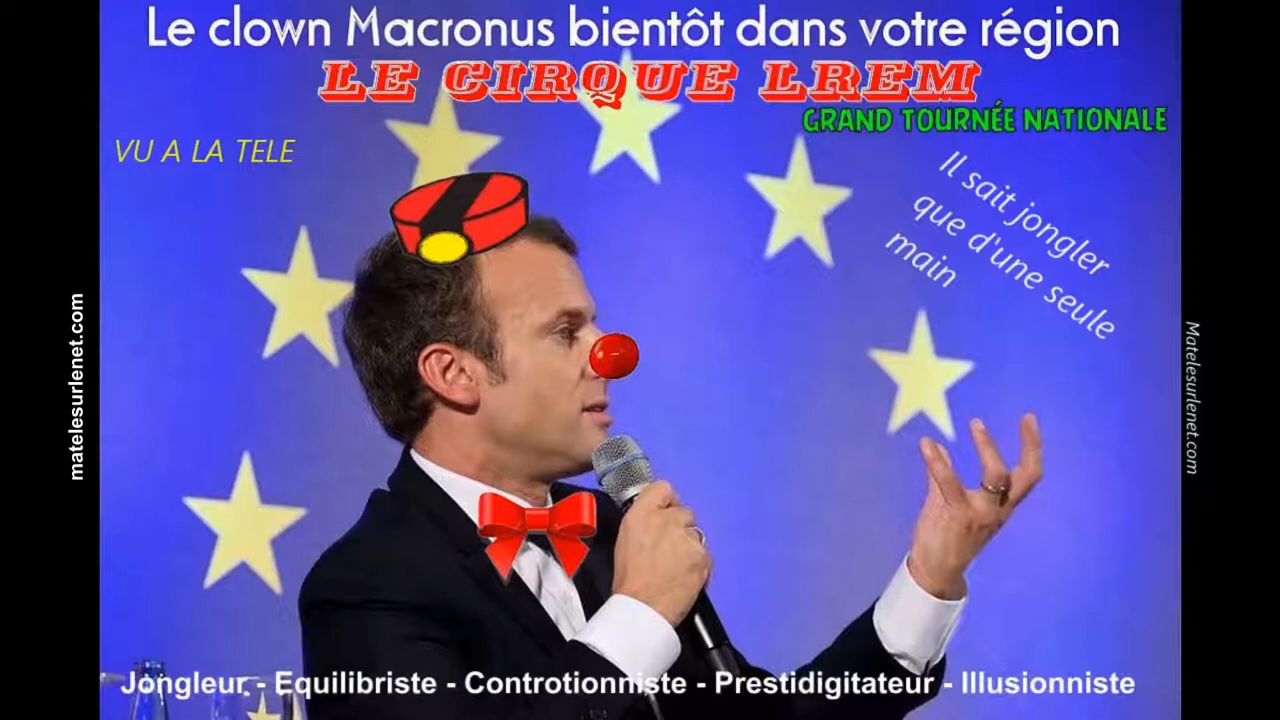 Le clown Macronus bientôt dans votre région
LE CIRQUE LREM
GRAND TOURNÉE NATIONALE
VU A LA TELE
Il sait jongler
que d'une seule
main
matelesurlenet.com
Matelesurlenet.com
Jongleur - Equilibriste - Controtionniste - Prestidigitateur - Illusionniste